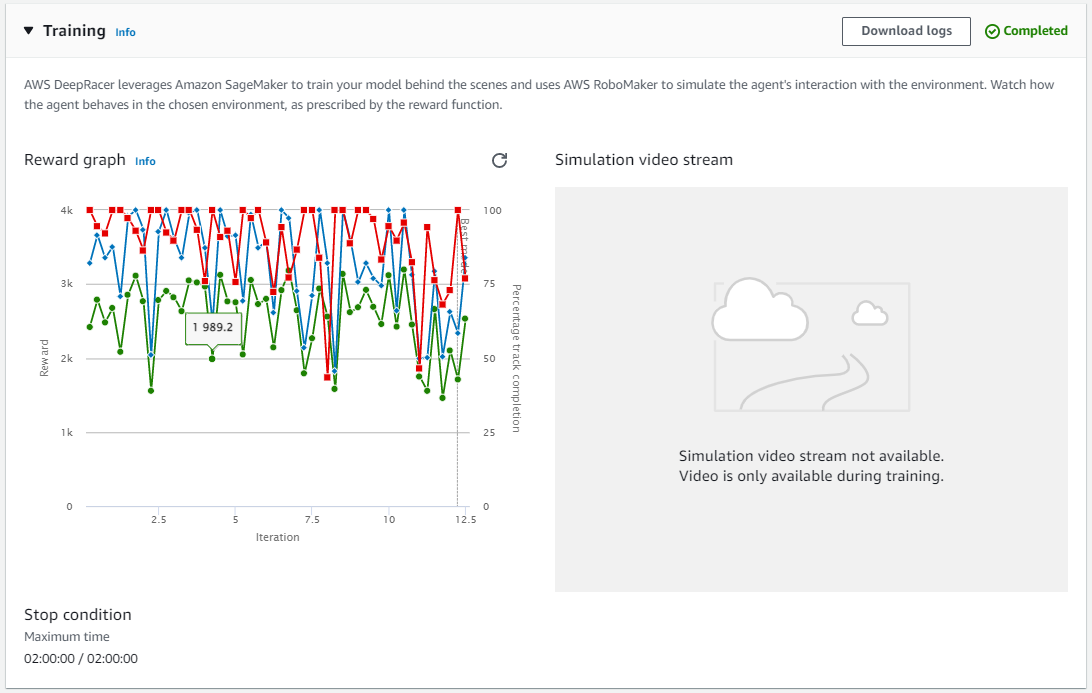 Training Info
Download logs
Completed
AWS DeepRacer leverages Amazon SageMaker to train your model behind the scenes and uses AWS RoboMaker to simulate the agent's interaction with the environment. Watch how
the agent behaves in the chosen environment, as prescribed by the reward function.
Reward graph Info
4k
3k
2k
1k
0
Reward
1 989.2
Best model
100
75
50
25
0
Percentage track completion
2.5
5
7.5
10
12.5
Iteration
Simulation video stream
Simulation video stream not available.
Video is only available during training.
Stop condition
Maximum time
02:00:00 / 02:00:00